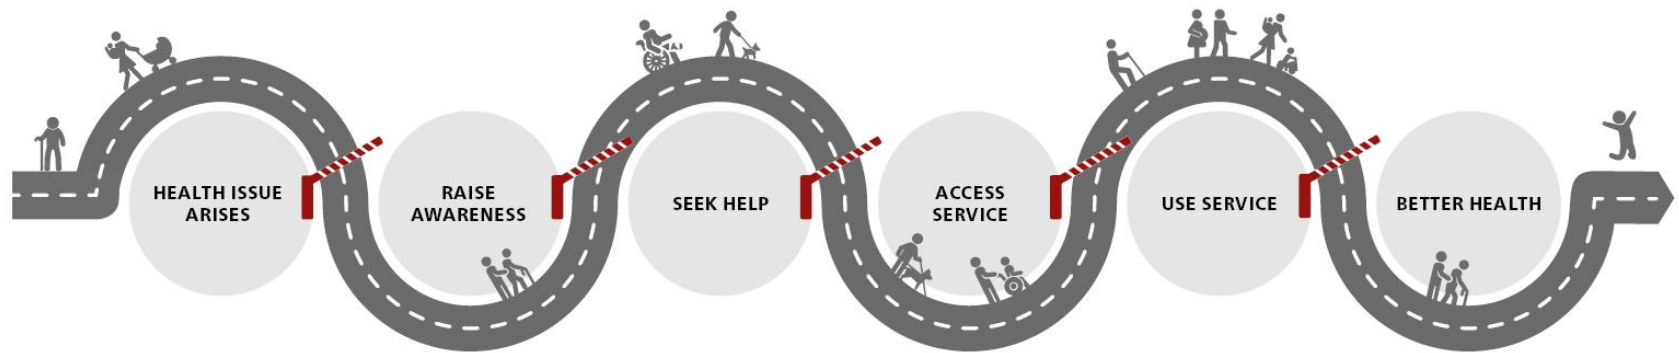 HEALTH ISSUE
ARISES
RAISE
AWARENESS
SEEK HELP
ACCESS
SERVICE
USE SERVICE
BETTER HEALTH